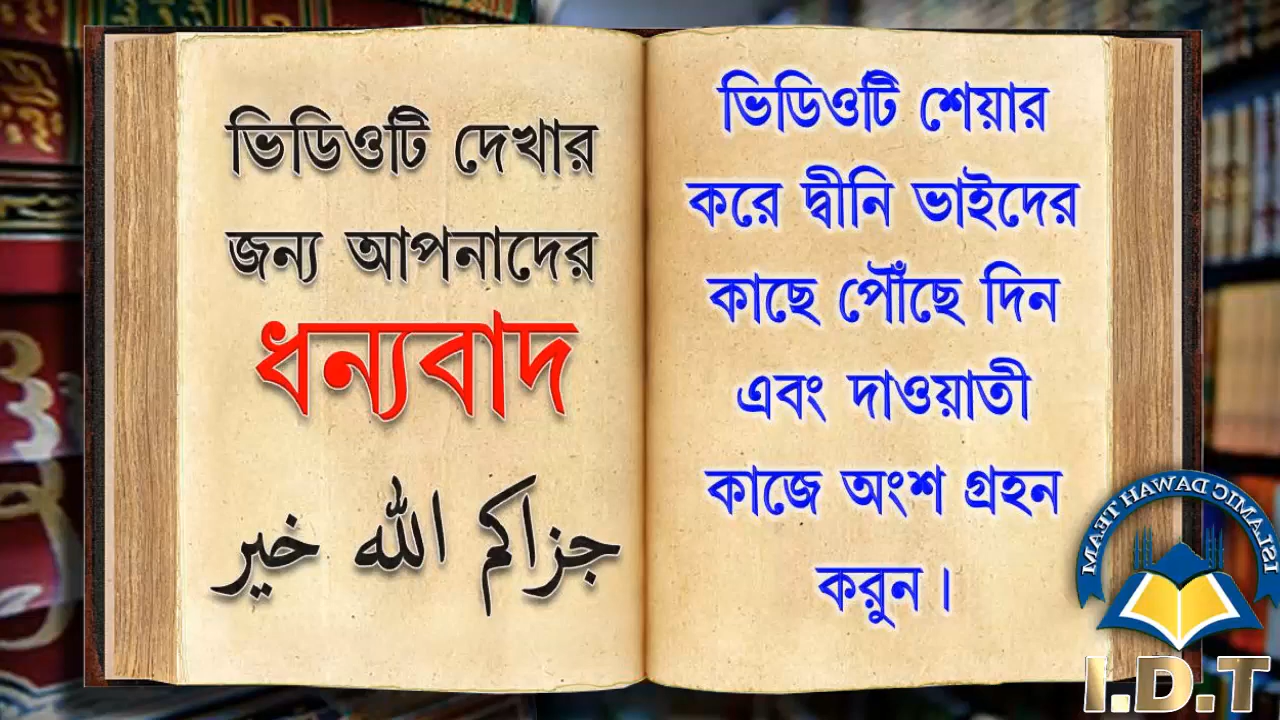 ভিডিওটি দেখার
জন্য আপনাদের
ধন্যবাদ
جزاكم الله خير
ভিডিওটি শেয়ার
করে দ্বীনি ভাইদের
কাছে পৌঁছে দিন
এবং দাওয়াতী
কাজে অংশ গ্রহন
করুন।
ISLAMIC DAWAH TEAM
I.D.T